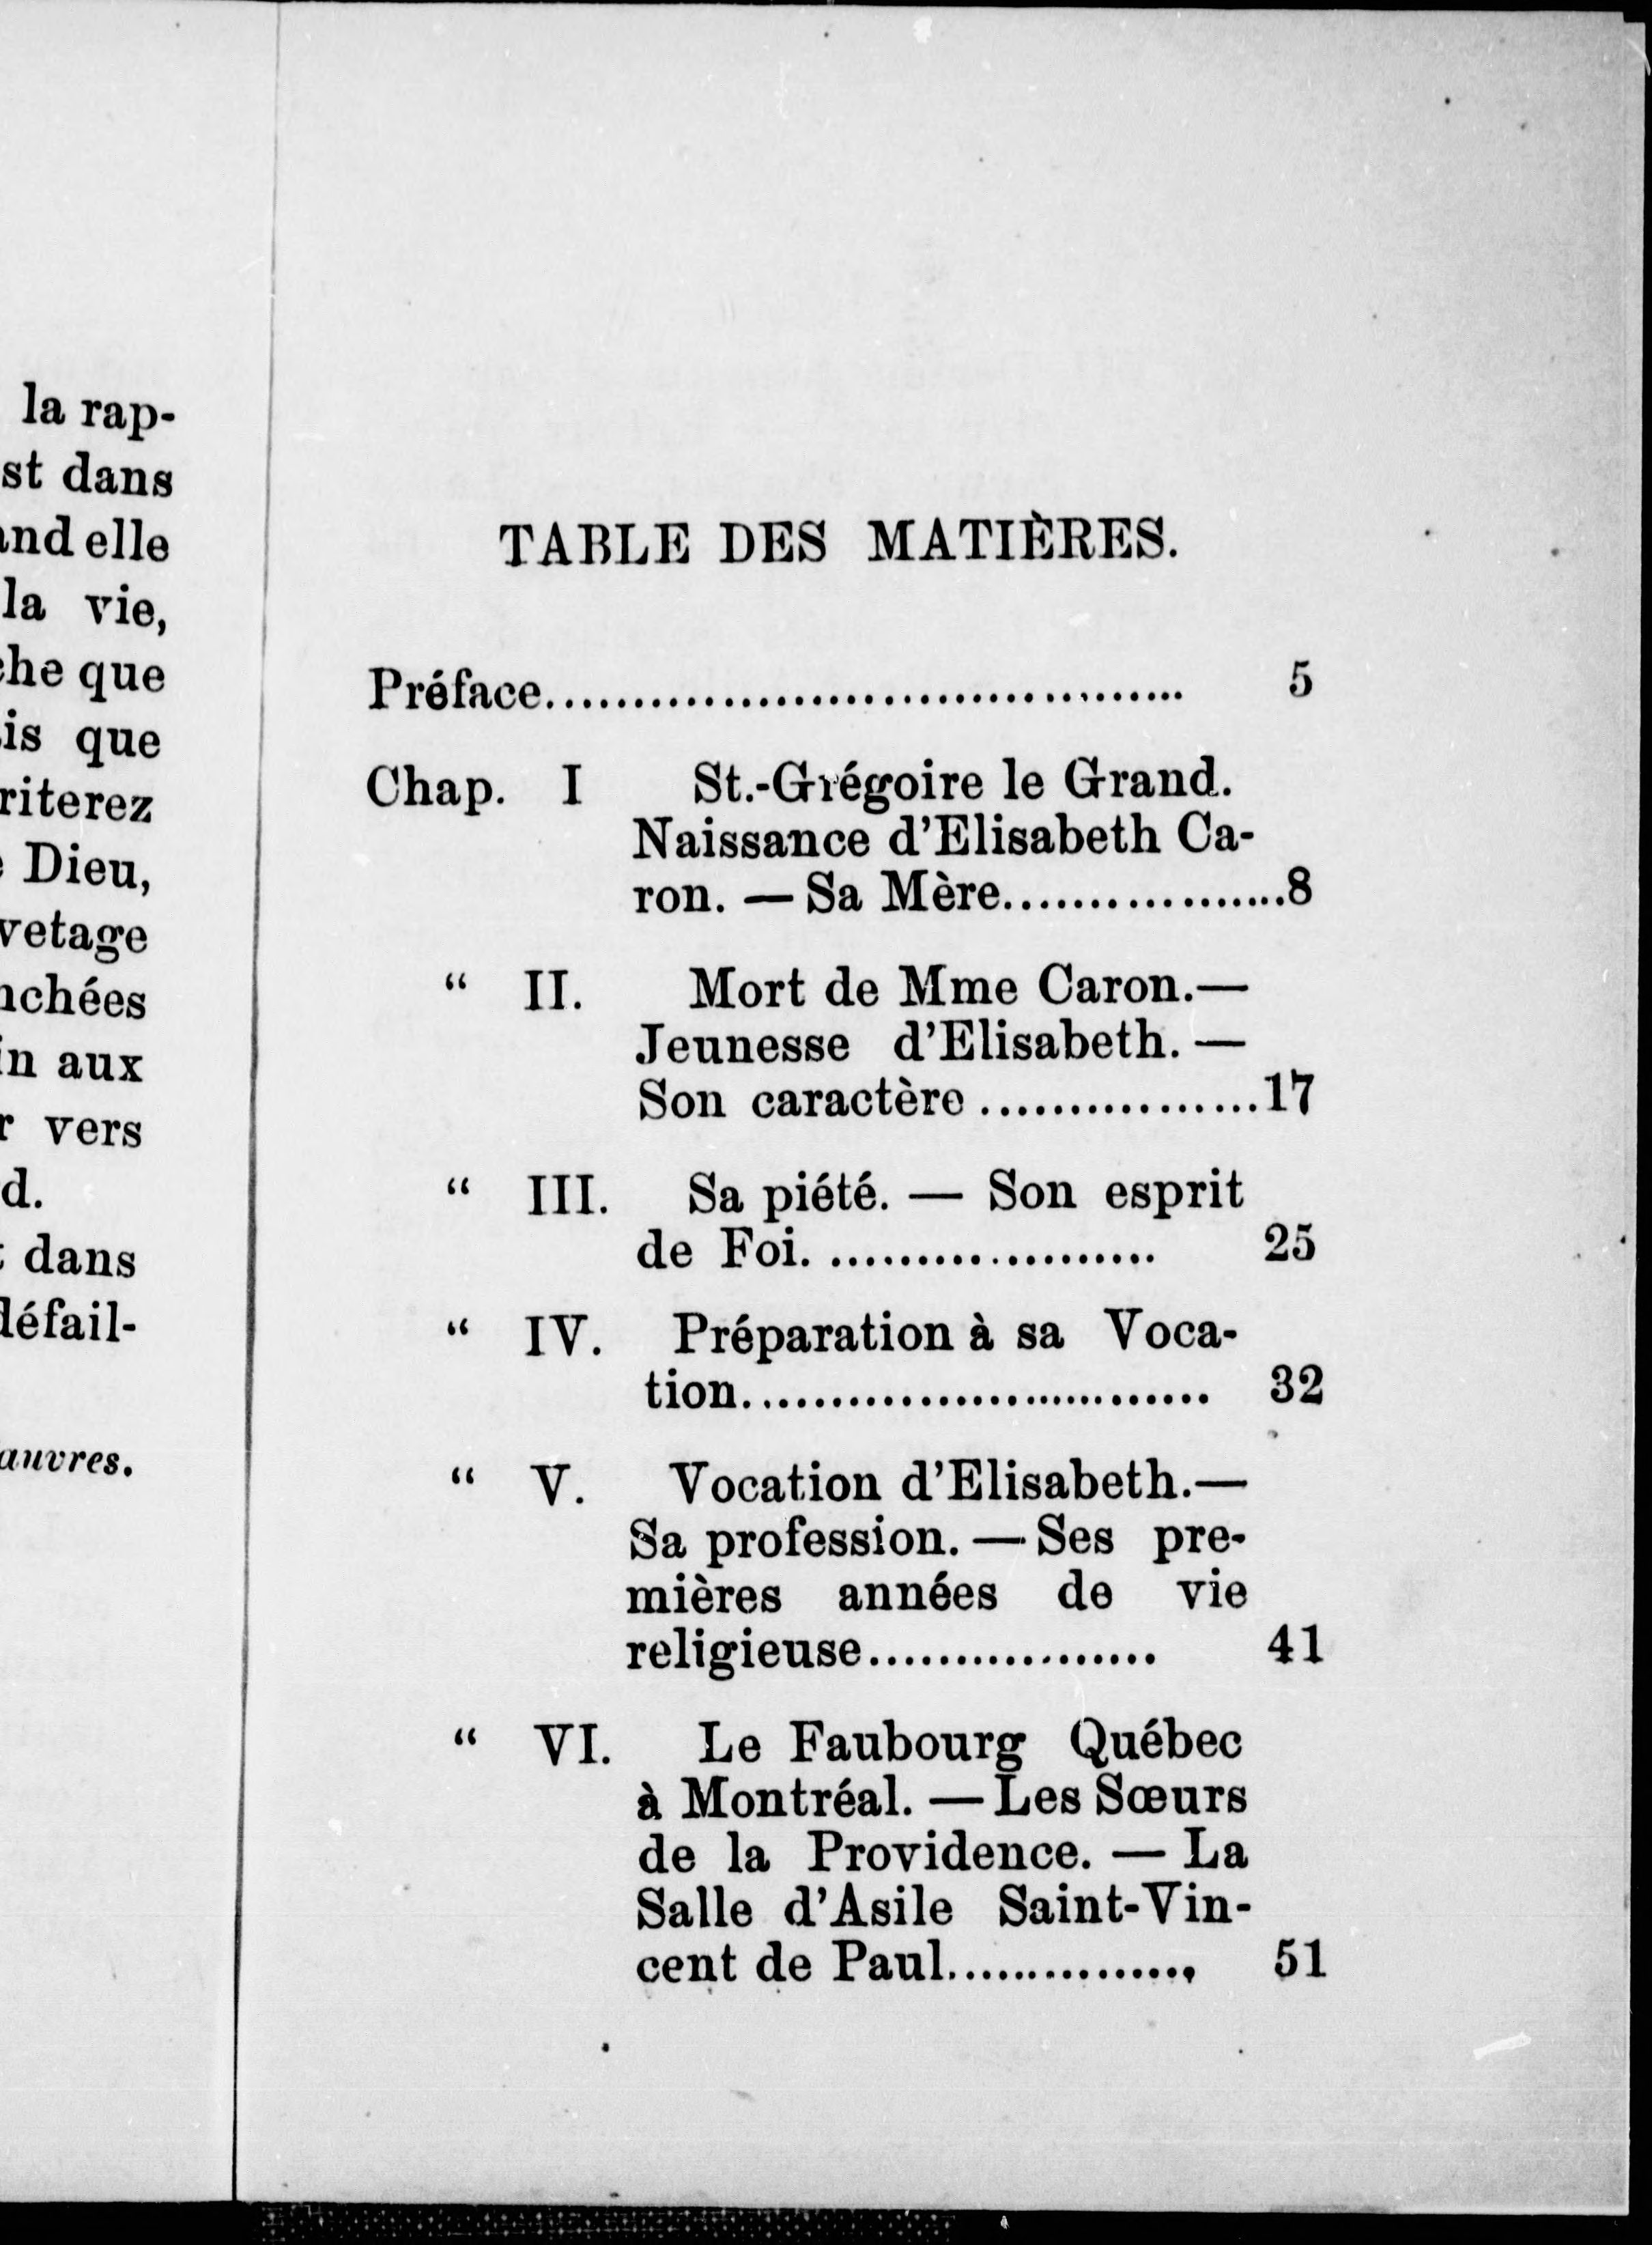 la rap-
st dans
and elle
la vie,
che que
is que
riterez
Dieu,
vetage
nchées
in aux
r vers
d.
dans
défail-
auvres.
TABLE DES MATIÈRES.
Préface........................................ 5
Chap. I St.-Grégoire le Grand.
Naissance d'Elisabeth Ca-
ron. — Sa Mère..................8
“ II. Mort de Mme Caron.—
Jeunesse d'Elisabeth. —
Son caractère .................17
“ III. Sa piété. — Son esprit
de Foi. .................... 25
“ IV. Préparation à sa Voca-
tion............................. 32
“ V. Vocation d'Elisabeth.—
Sa profession. — Ses pre-
mières années de vie
religieuse.................. 41
“ VI. Le Faubourg Québec
à Montréal. — Les Sœurs
de la Providence. — La
Salle d'Asile Saint-Vin-
cent de Paul..............., 51